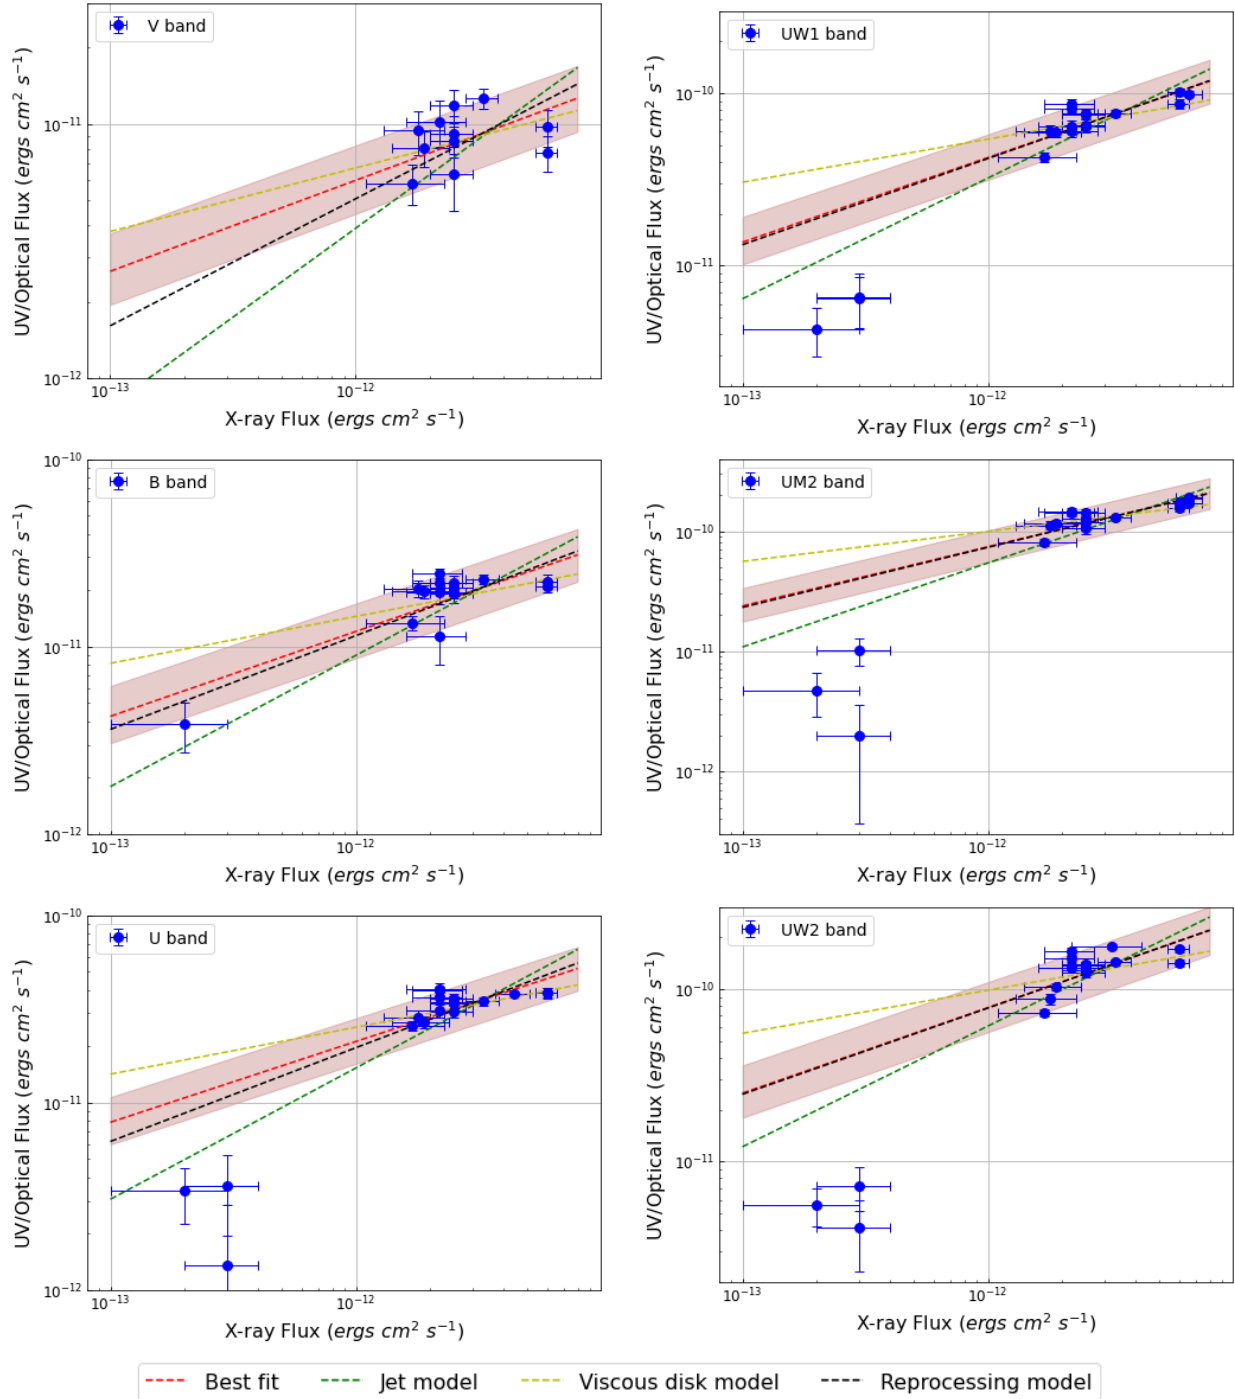 V band
10⁻¹¹
10⁻¹²
UV/Optical Flux (ergs cm² s⁻¹)
10⁻¹³
10⁻¹²
X-ray Flux (ergs cm² s⁻¹)
UW1 band
10⁻¹⁰
10⁻¹¹
UV/Optical Flux (ergs cm² s⁻¹)
10⁻¹³
10⁻¹²
X-ray Flux (ergs cm² s⁻¹)
B band
10⁻¹⁰
10⁻¹¹
10⁻¹²
UV/Optical Flux (ergs cm² s⁻¹)
10⁻¹³
10⁻¹²
X-ray Flux (ergs cm² s⁻¹)
UM2 band
10⁻¹⁰
10⁻¹¹
10⁻¹²
UV/Optical Flux (ergs cm² s⁻¹)
10⁻¹³
10⁻¹²
X-ray Flux (ergs cm² s⁻¹)
U band
10⁻¹⁰
10⁻¹¹
10⁻¹²
UV/Optical Flux (ergs cm² s⁻¹)
10⁻¹³
10⁻¹²
X-ray Flux (ergs cm² s⁻¹)
UW2 band
10⁻¹⁰
10⁻¹¹
UV/Optical Flux (ergs cm² s⁻¹)
10⁻¹³
10⁻¹²
X-ray Flux (ergs cm² s⁻¹)
Best fit Jet model Viscous disk model Reprocessing model